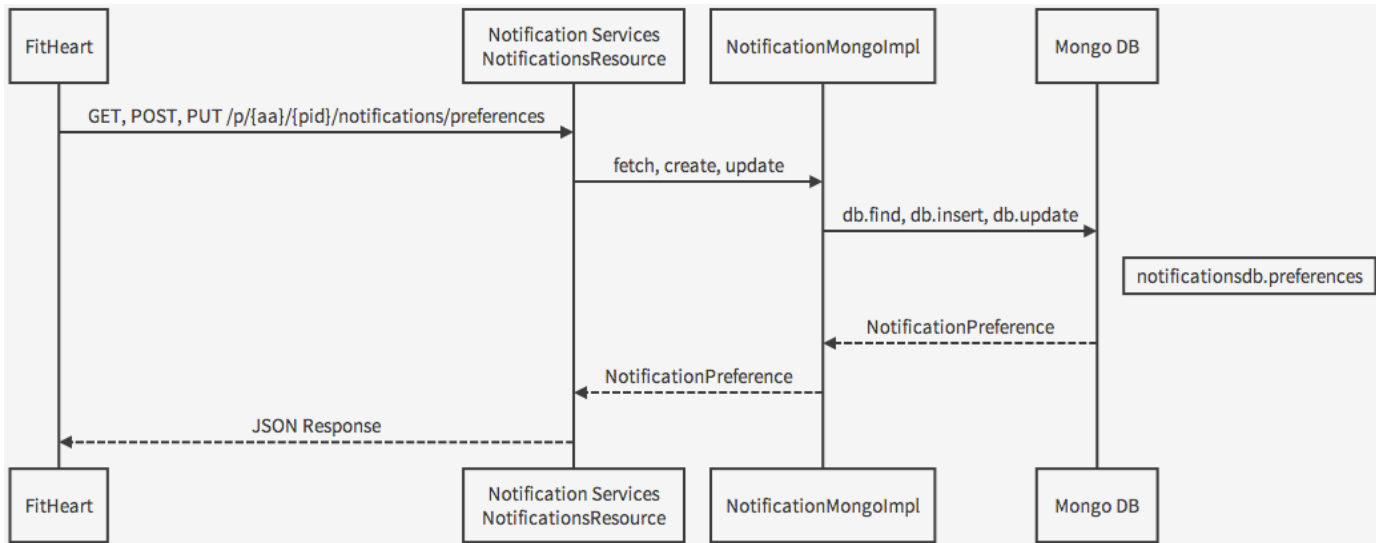 FitHeart
Notification Services
NotificationsResource
NotificationMongoImpl
Mongo DB
GET, POST, PUT /p/{aa}/{pid}/notifications/preferences
fetch, create, update
db.find, db.insert, db.update
notificationsdb.preferences
NotificationPreference
NotificationPreference
JSON Response
FitHeart
Notification Services
NotificationsResource
NotificationMongoImpl
Mongo DB